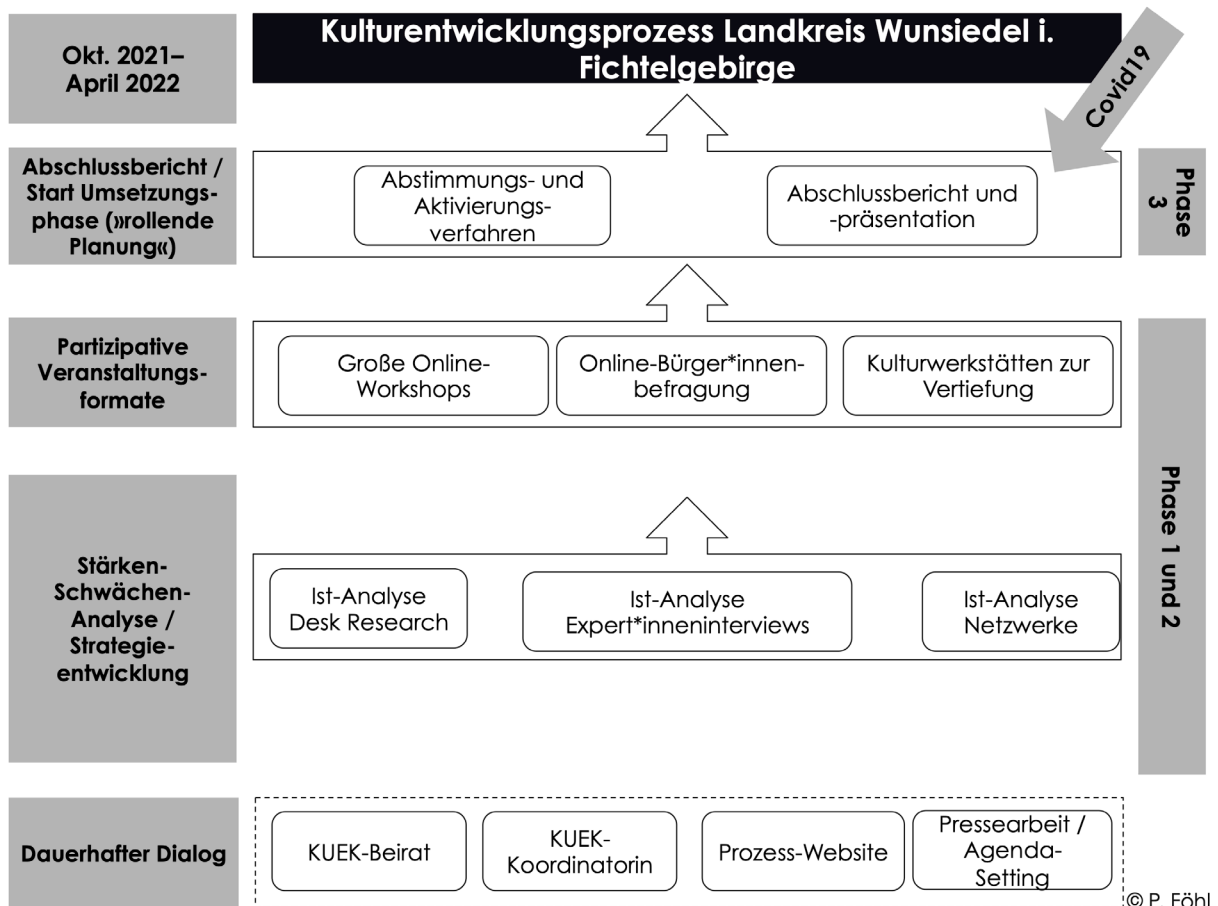 Okt. 2021–
April 2022
Kulturentwicklungsprozess Landkreis Wunsiedel i.
Fichtelgebirge
Covid19
Abschlussbericht /
Start Umsetzungs-
phase (»rollende
Planung«)
Abstimmungs- und
Aktivierungs-
verfahren
Abschlussbericht und
-präsentation
Phase
3
Partizipative
Veranstaltungs-
formate
Große Online-
Workshops
Online-Bürger*innen-
befragung
Kulturwerkstätten zur
Vertiefung
Phase 1 und 2
Stärken-
Schwächen-
Analyse /
Strategie-
entwicklung
Ist-Analyse
Desk Research
Ist-Analyse
Expert*inneninterviews
Ist-Analyse
Netzwerke
Dauerhafter Dialog
KUEK-Beirat
KUEK-
Koordinatorin
Prozess-Website
Pressearbeit /
Agenda-
Setting
© P. Föhl